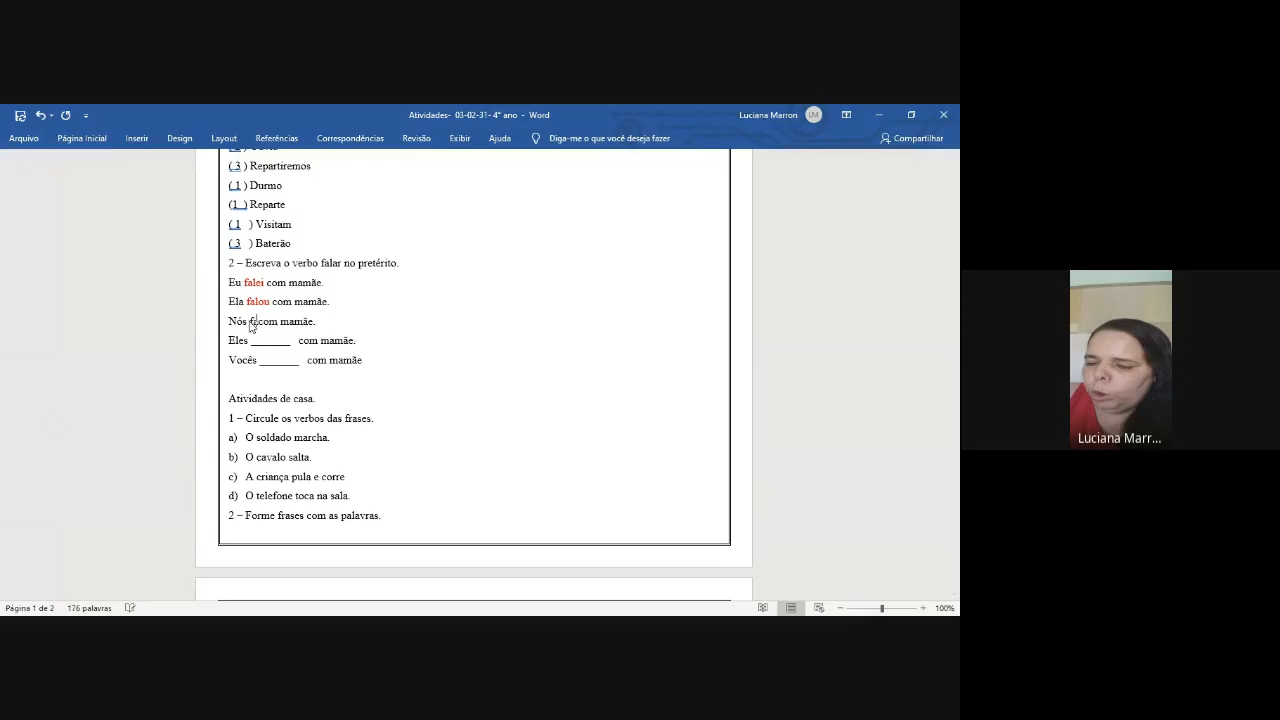 Atividades- 03-02-31- 4° ano - Word
Luciana Marron
LM
Arquivo
Página Inicial
Inserir
Design
Layout
Referências
Correspondências
Revisão
Exibir
Ajuda
Diga-me o que você deseja fazer
Compartilhar
( 3 ) Repartiremos
( 1 ) Durmo
(1 ) Reparte
( 1 ) Visitam
( 3 ) Baterão
2 – Escreva o verbo falar no pretérito.
Eu falei com mamãe.
Ela falou com mamãe.
Nós com mamãe.
Eles _______ com mamãe.
Vocês _______ com mamãe
Atividades de casa.
1 – Circule os verbos das frases.
a) O soldado marcha.
b) O cavalo salta.
c) A criança pula e corre
d) O telefone toca na sala.
2 – Forme frases com as palavras.
Luciana Marr...
Página 1 de 2
176 palavras
100%